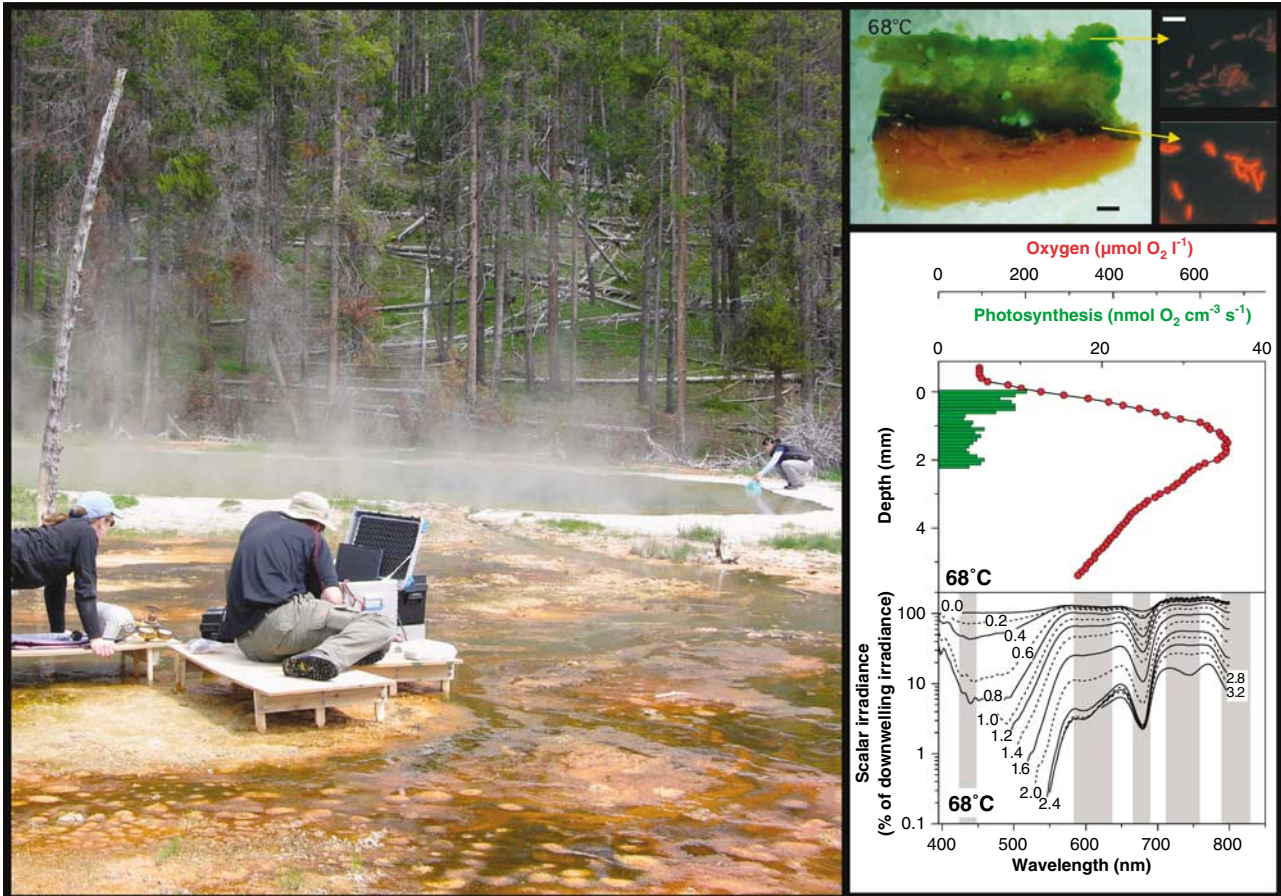 68°C
Oxygen (µmol O₂ l⁻¹)
0 200 400 600
Photosynthesis (nmol O₂ cm⁻³ s⁻¹)
0 20 40
Depth (mm)
0
2
4
68°C
Scalar irradiance
(% of downwelling irradiance)
100
10
1
0.1
0.0
0.2
0.4
0.6
0.8
1.0
1.2
1.4
1.6
2.0
2.4
2.8
3.2
68°C
400 500 600 700 800
Wavelength (nm)